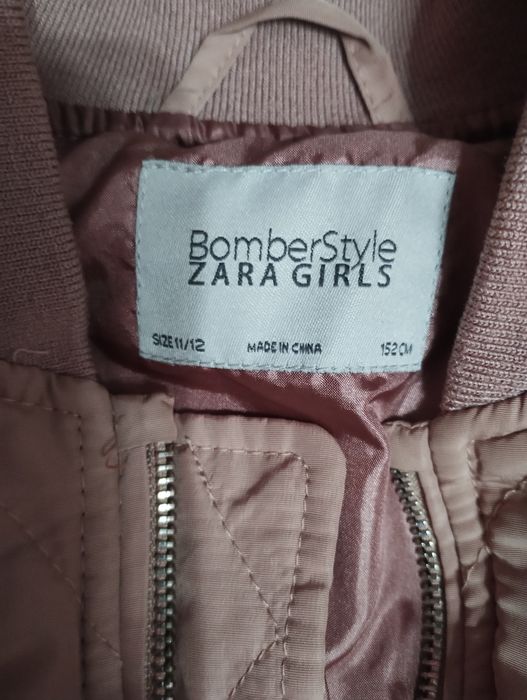 BomberStyle
ZARA GIRLS
SIZE 11/12 MADE IN CHINA 152CM